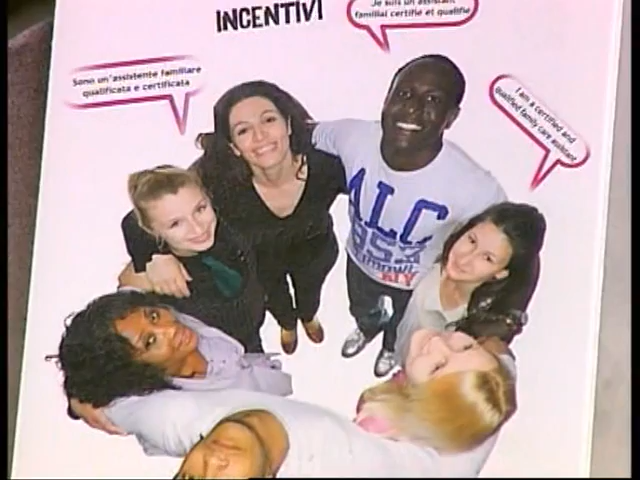 INCENTIVI
Je suis un assistant
familial certifié et qualifié
Sono un'assistente familiare
qualificata e certificata
I am a certified and
qualified family care assistant
ALC